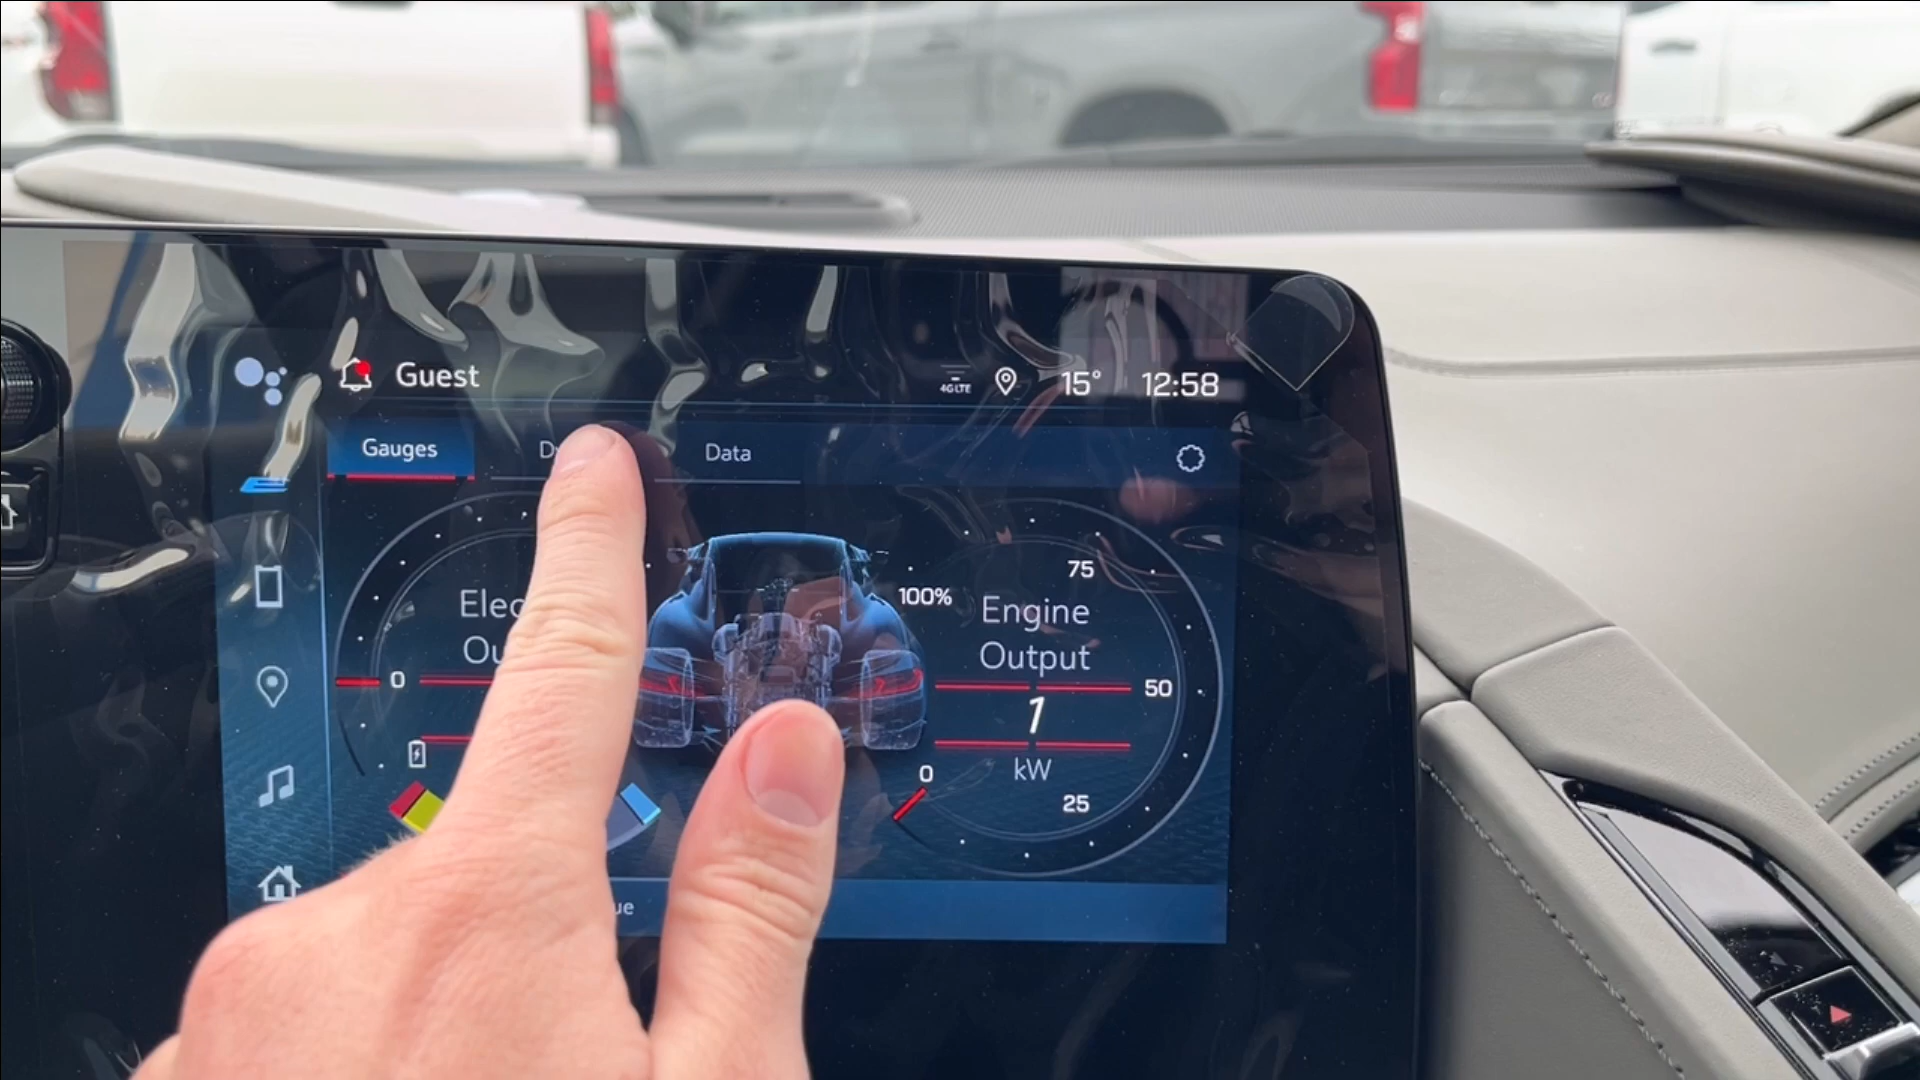 Guest
4G LTE
15°
12:58
Gauges
Data
100%
75
Engine
Output
0
50
1
kW
0
25